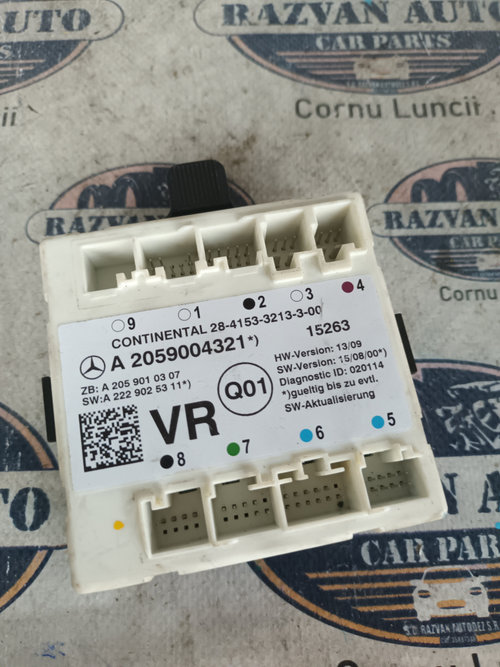 RAZVAN AUTO
CAR PARTS
Cornu Luncii
9
1
2
3
4
CONTINENTAL 28-4153-3213-3-00
A 2059004321*)
15263
ZB: A 205 901 03 07
SW:A 222 902 53 11*)
HW-Version: 13/09
SW-Version: 15/08/00*)
Diagnostic ID: 020114
*)gueltig bis zu evtl.
SW-Aktualisierung
VR
Q01
8
7
6
5
RAZVAN
AUTO
CAR PARTS
Cornu Luncii
S.C. RAZVAN AUTODEZ S.R.